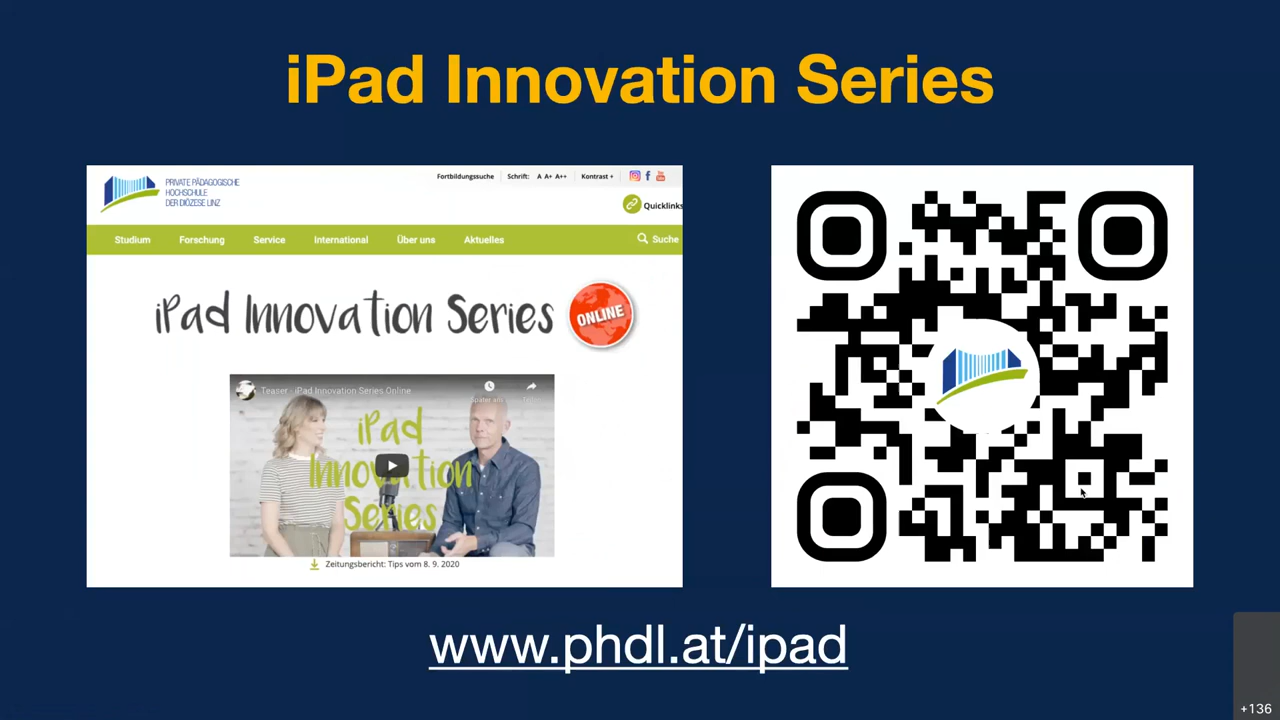 iPad Innovation Series
PRIVATE PÄDAGOGISCHE
HOCHSCHULE
DER DIÖZESE LINZ
Fortbildungssuche Schrift: A A+ A++ Kontrast +
Quicklinks
Studium Forschung Service International Über uns Aktuelles Suche
iPad Innovation Series ONLINE
Teaser - iPad Innovation Series Online
iPad
Innovation
Series
Zeitungsbericht: Tips vom 8. 9. 2020
www.phdl.at/ipad
+136